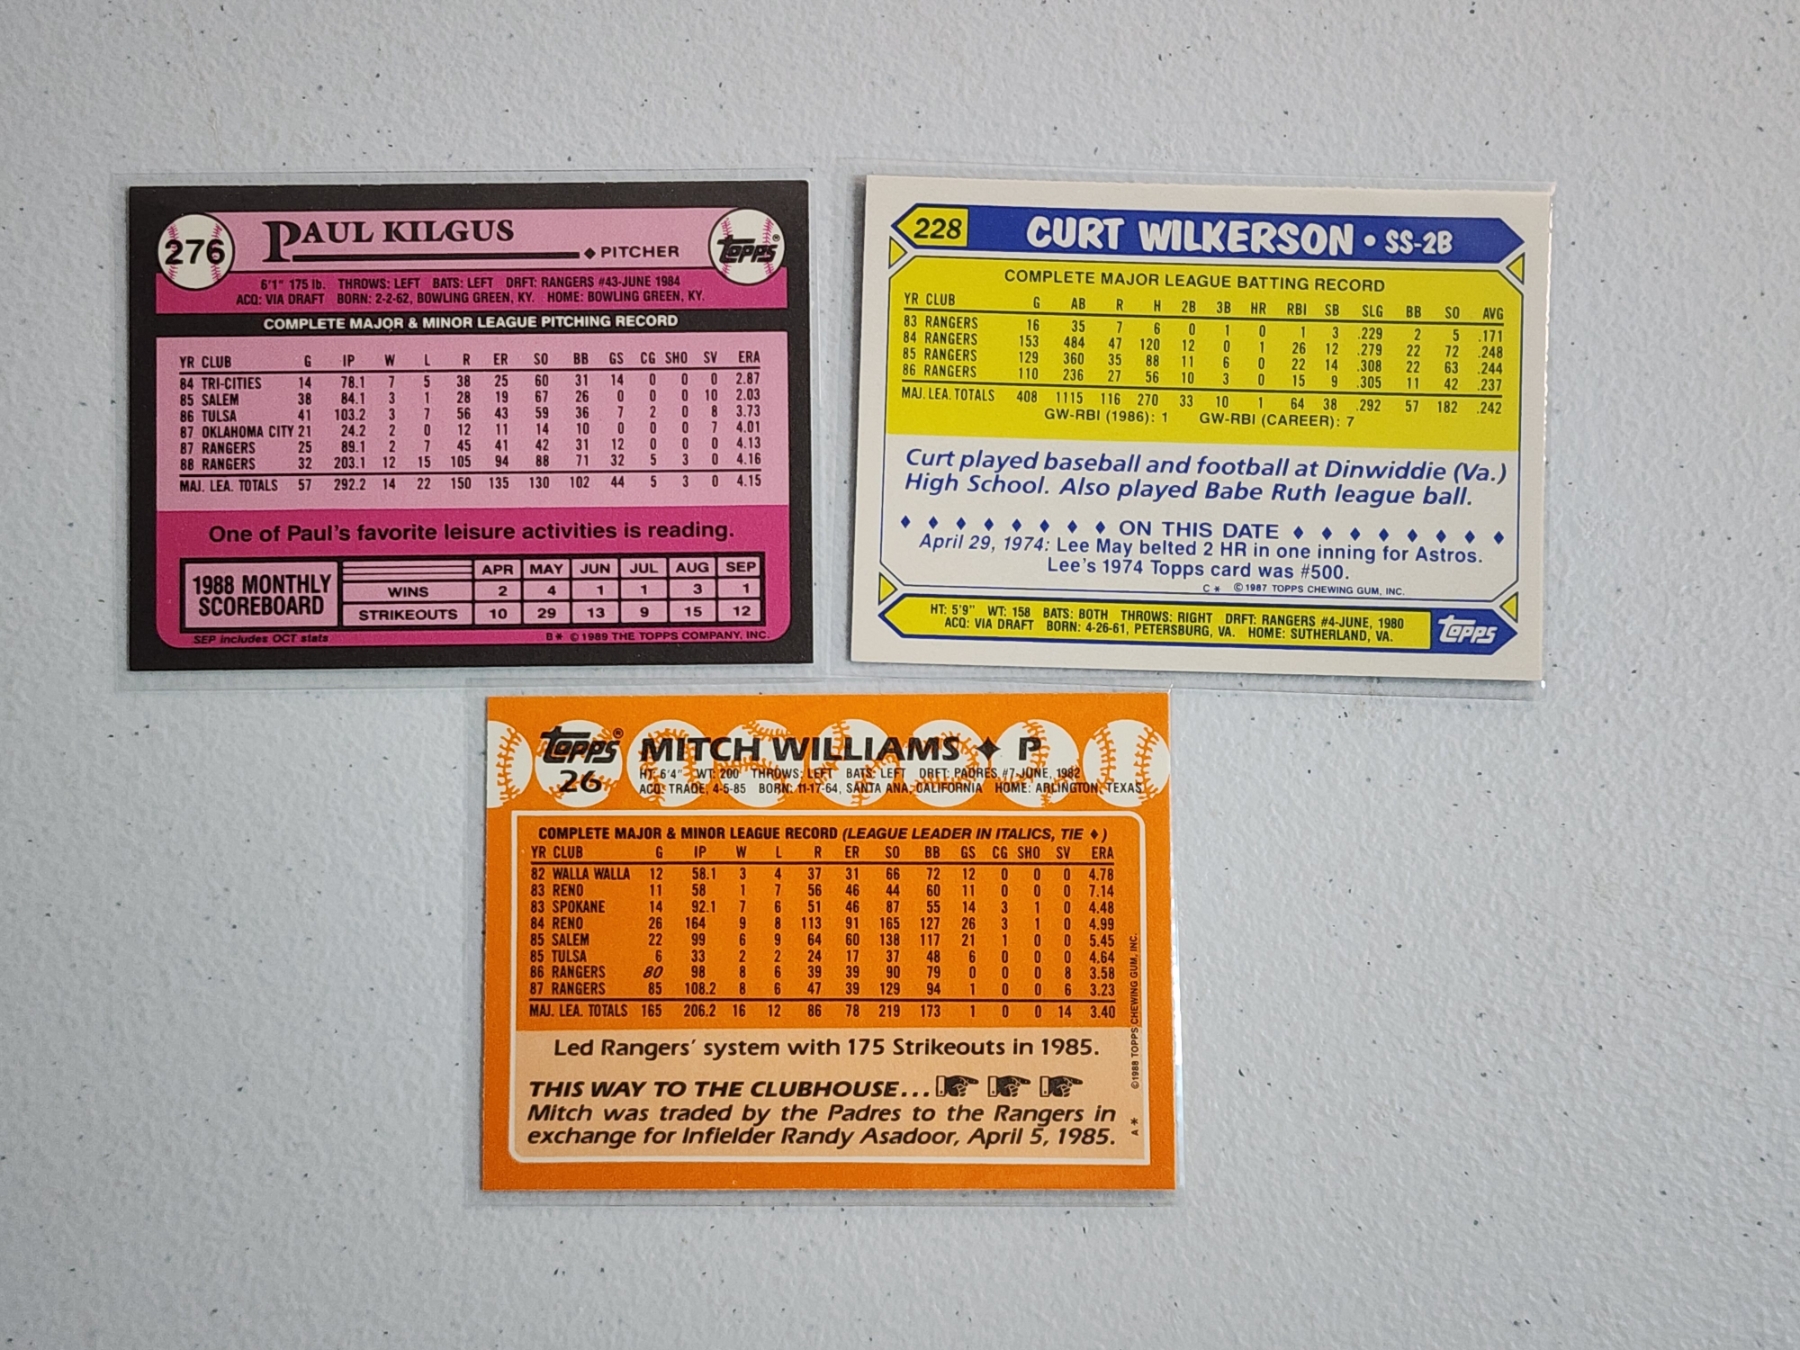 276
PAUL KILGUS
◆ PITCHER
topps®
6'1" 175 lb. THROWS: LEFT BATS: LEFT DRFT: RANGERS #43-JUNE 1984
ACQ: VIA DRAFT BORN: 2-2-62, BOWLING GREEN, KY. HOME: BOWLING GREEN, KY.
COMPLETE MAJOR & MINOR LEAGUE PITCHING RECORD
YR CLUB G IP W L R ER SO BB GS CG SHO SV ERA
84 TRI-CITIES 14 78.1 7 5 38 25 60 31 14 0 0 0 2.87
85 SALEM 38 84.1 3 1 28 19 67 26 0 0 0 10 2.03
86 TULSA 41 103.2 3 7 56 43 59 36 7 2 0 8 3.73
87 OKLAHOMA CITY 21 24.2 2 0 12 11 14 10 0 0 0 7 4.01
87 RANGERS 25 89.1 2 7 45 41 42 31 12 0 0 0 4.13
88 RANGERS 32 203.1 12 15 105 94 88 71 32 5 3 0 4.16
MAJ. LEA. TOTALS 57 292.2 14 22 150 135 130 102 44 5 3 0 4.15
One of Paul's favorite leisure activities is reading.
1988 MONTHLY
SCOREBOARD
APR MAY JUN JUL AUG SEP
WINS 2 4 1 1 3 1
STRIKEOUTS 10 29 13 9 15 12
SEP includes OCT stats
B* ©1989 THE TOPPS COMPANY, INC.
228
CURT WILKERSON • SS-2B
COMPLETE MAJOR LEAGUE BATTING RECORD
YR CLUB G AB R H 2B 3B HR RBI SB SLG BB SO AVG
83 RANGERS 16 35 7 6 0 1 0 1 3 .229 2 5 .171
84 RANGERS 153 484 47 120 12 0 1 26 12 .279 22 72 .248
85 RANGERS 129 360 35 88 11 6 0 22 14 .308 22 63 .244
86 RANGERS 110 236 27 56 10 3 0 15 9 .305 11 42 .237
MAJ. LEA. TOTALS 408 1115 116 270 33 10 1 64 38 .292 57 182 .242
GW-RBI (1986): 1 GW-RBI (CAREER): 7
Curt played baseball and football at Dinwiddie (Va.)
High School. Also played Babe Ruth league ball.
♦ ♦ ♦ ♦ ♦ ♦ ♦ ♦ ON THIS DATE ♦ ♦ ♦ ♦ ♦ ♦ ♦ ♦
April 29, 1974: Lee May belted 2 HR in one inning for Astros.
Lee's 1974 Topps card was #500.
C* ©1987 TOPPS CHEWING GUM, INC.
HT: 5'9" WT: 158 BATS: BOTH THROWS: RIGHT DRFT: RANGERS #4-JUNE, 1980
ACQ: VIA DRAFT BORN: 4-26-61, PETERSBURG, VA. HOME: SUTHERLAND, VA.
topps
topps®
26
MITCH WILLIAMS ♦ P
HT: 6'4" WT: 200 THROWS: LEFT BATS: LEFT DRFT: PADRES #7-JUNE, 1982
ACQ: TRADE, 4-5-85 BORN: 11-17-64, SANTA ANA, CALIFORNIA HOME: ARLINGTON, TEXAS
COMPLETE MAJOR & MINOR LEAGUE RECORD (LEAGUE LEADER IN ITALICS, TIE ♦)
YR CLUB G IP W L R ER SO BB GS CG SHO SV ERA
82 WALLA WALLA 12 58.1 3 4 37 31 66 72 12 0 0 0 4.78
83 RENO 11 58 1 7 56 46 44 60 11 0 0 0 7.14
83 SPOKANE 14 92.1 7 6 51 46 87 55 14 3 1 0 4.48
84 RENO 26 164 9 8 113 91 165 127 26 3 1 0 4.99
85 SALEM 22 99 6 9 64 60 138 117 21 1 0 0 5.45
85 TULSA 6 33 2 2 24 17 37 48 6 0 0 0 4.64
86 RANGERS 80 98 8 6 39 39 90 79 0 0 0 8 3.58
87 RANGERS 85 108.2 8 6 47 39 129 94 1 0 0 6 3.23
MAJ. LEA. TOTALS 165 206.2 16 12 86 78 219 173 1 0 0 14 3.40
Led Rangers' system with 175 Strikeouts in 1985.
THIS WAY TO THE CLUBHOUSE...
Mitch was traded by the Padres to the Rangers in
exchange for Infielder Randy Asadoor, April 5, 1985.
A* ©1988 TOPPS CHEWING GUM, INC.